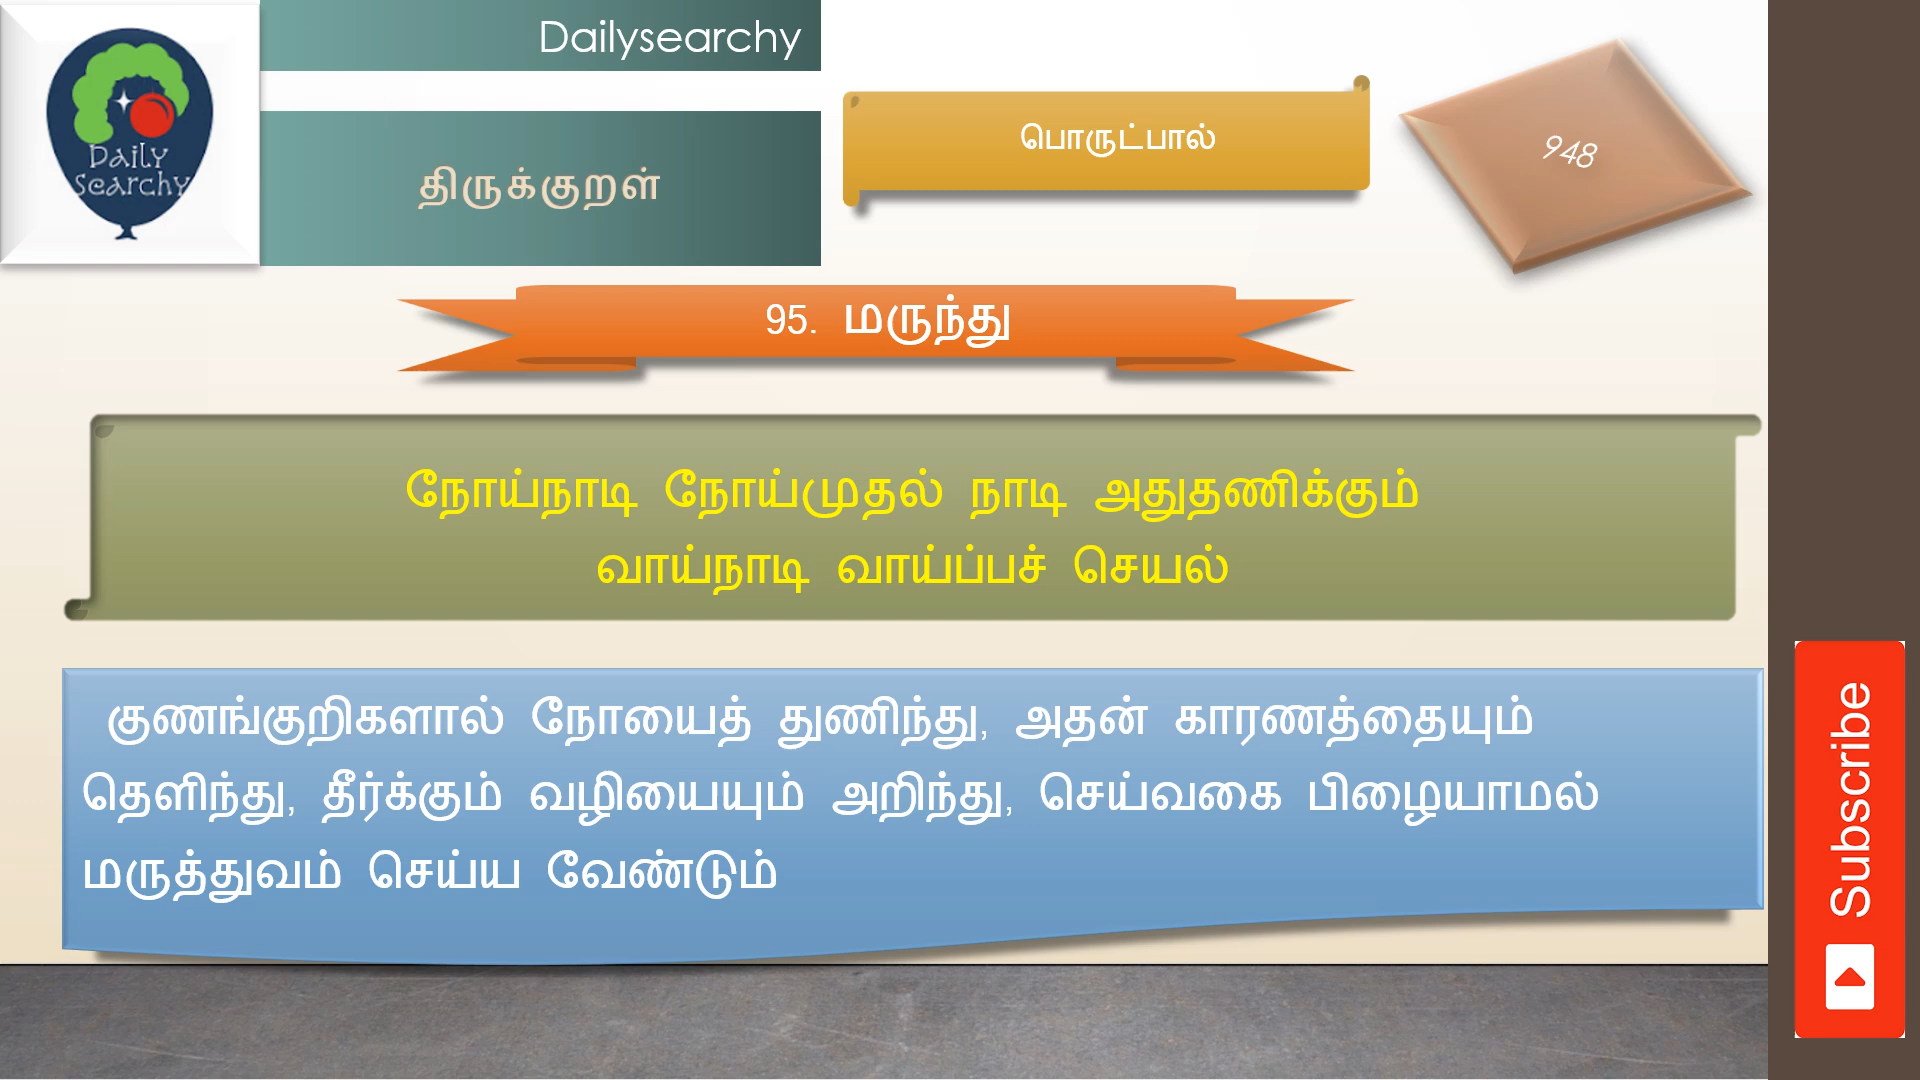 Daily
Searchy
Dailysearchy
திருக்குறள்
பொருட்பால்
948
95. மருந்து
நோய்நாடி நோய்முதல் நாடி அதுதணிக்கும்
வாய்நாடி வாய்ப்பச் செயல்
குணங்குறிகளால் நோயைத் துணிந்து, அதன் காரணத்தையும்
தெளிந்து, தீர்க்கும் வழியையும் அறிந்து, செய்வகை பிழையாமல்
மருத்துவம் செய்ய வேண்டும்
Subscribe